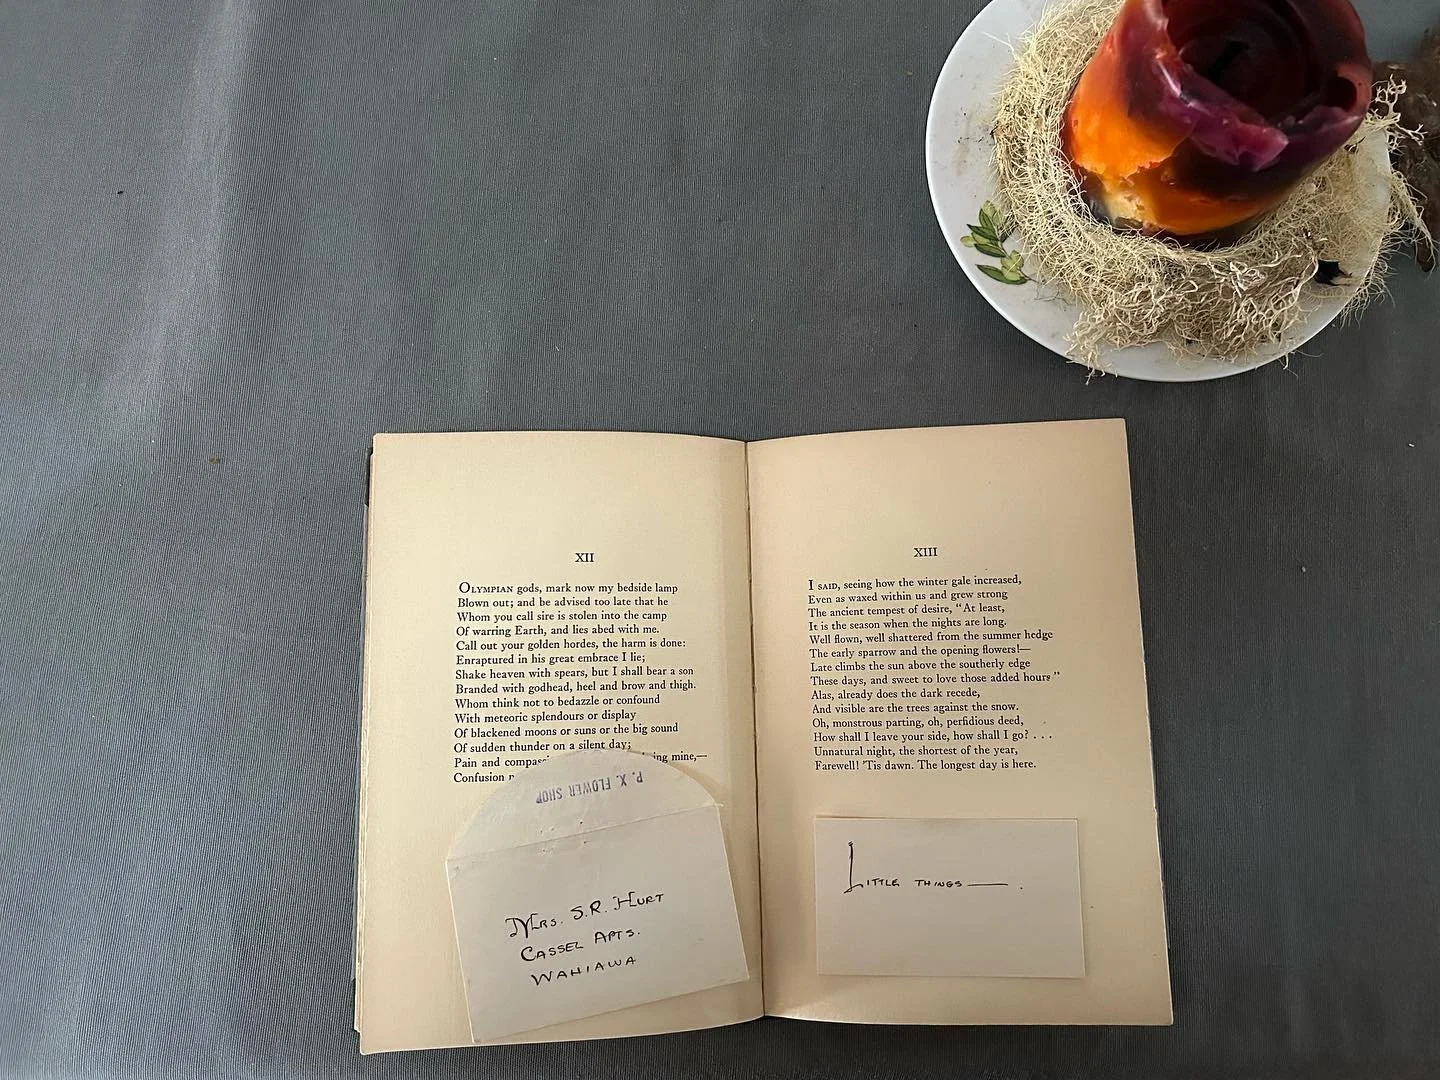 XII
OLYMPIAN gods, mark now my bedside lamp
Blown out; and be advised too late that he
Whom you call sire is stolen into the camp
Of warring Earth, and lies abed with me.
Call out your golden hordes, the harm is done:
Enraptured in his great embrace I lie;
Shake heaven with spears, but I shall bear a son
Branded with godhead, heel and brow and thigh.
Whom think not to bedazzle or confound
With meteoric splendours or display
Of blackened moons or suns or the big sound
Of sudden thunder on a silent day;
Pain and compass ing mine,—
Confusion
P. X. FLOWER SHOP
MRS. S.R. HURT
CASSEL APTS.
WAHIAWA
XIII
I SAID, seeing how the winter gale increased,
Even as waxed within us and grew strong
The ancient tempest of desire, "At least,
It is the season when the nights are long.
Well flown, well shattered from the summer hedge
The early sparrow and the opening flowers!—
Late climbs the sun above the southerly edge
These days, and sweet to love those added hours."
Alas, already does the dark recede,
And visible are the trees against the snow.
Oh, monstrous parting, oh, perfidious deed,
How shall I leave your side, how shall I go? . . .
Unnatural night, the shortest of the year,
Farewell! 'Tis dawn. The longest day is here.
LITTLE THINGS — .